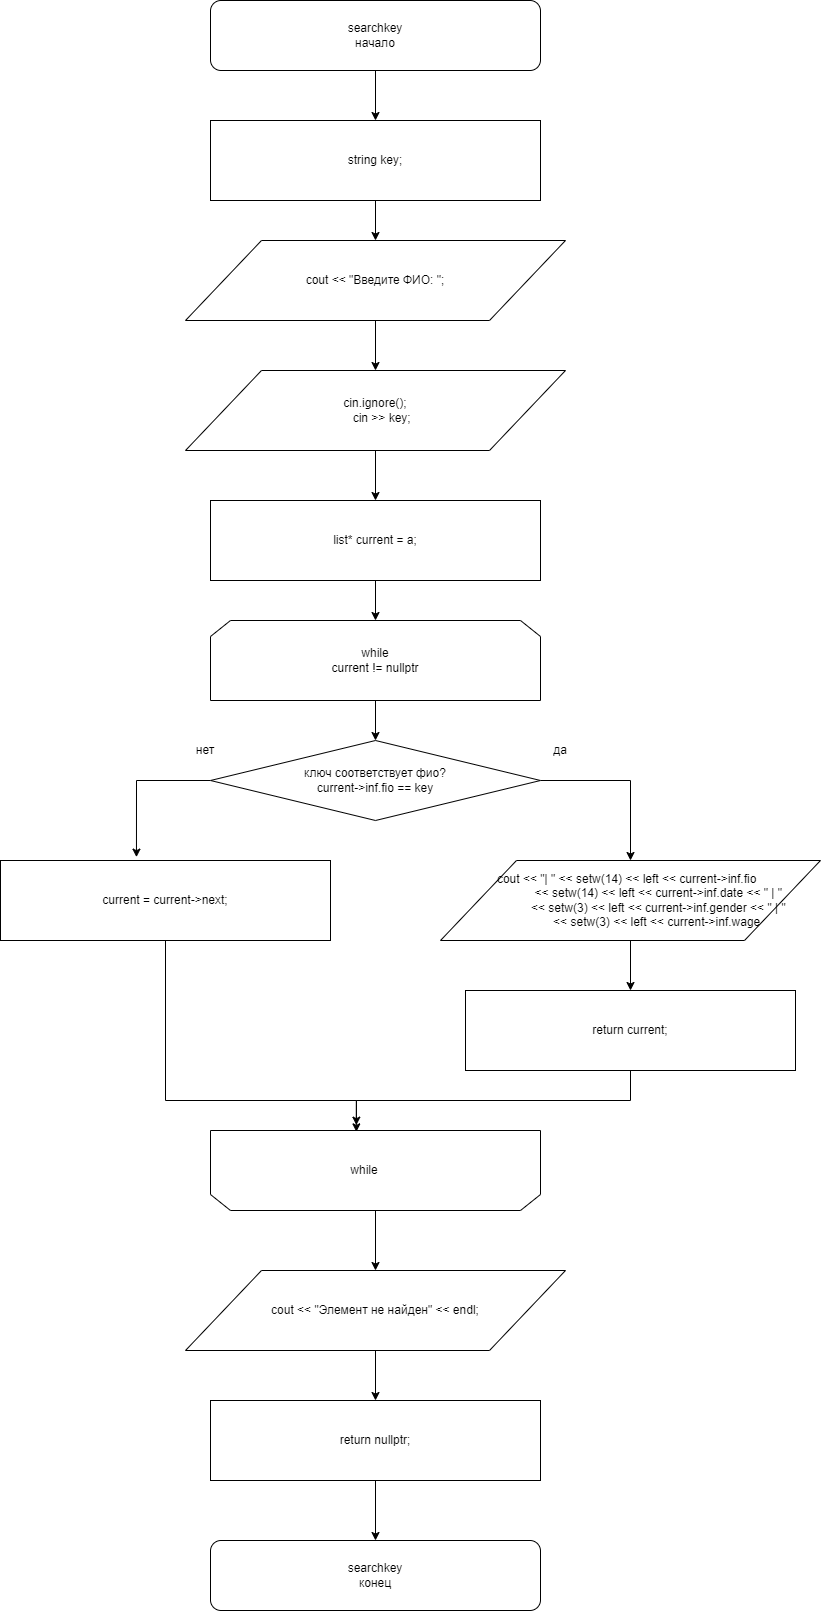 searchkey
начало
string key;
cout << "Введите ФИО: ";
cin.ignore();
cin >> key;
list* current = a;
while
current != nullptr
нет
да
ключ соответствует фио?
current->inf.fio == key
current = current->next;
cout << "| " << setw(14) << left << current->inf.fio
<< setw(14) << left << current->inf.date << " | "
<< setw(3) << left << current->inf.gender << " | "
<< setw(3) << left << current->inf.wage
return current;
while
cout << "Элемент не найден" << endl;
return nullptr;
searchkey
конец